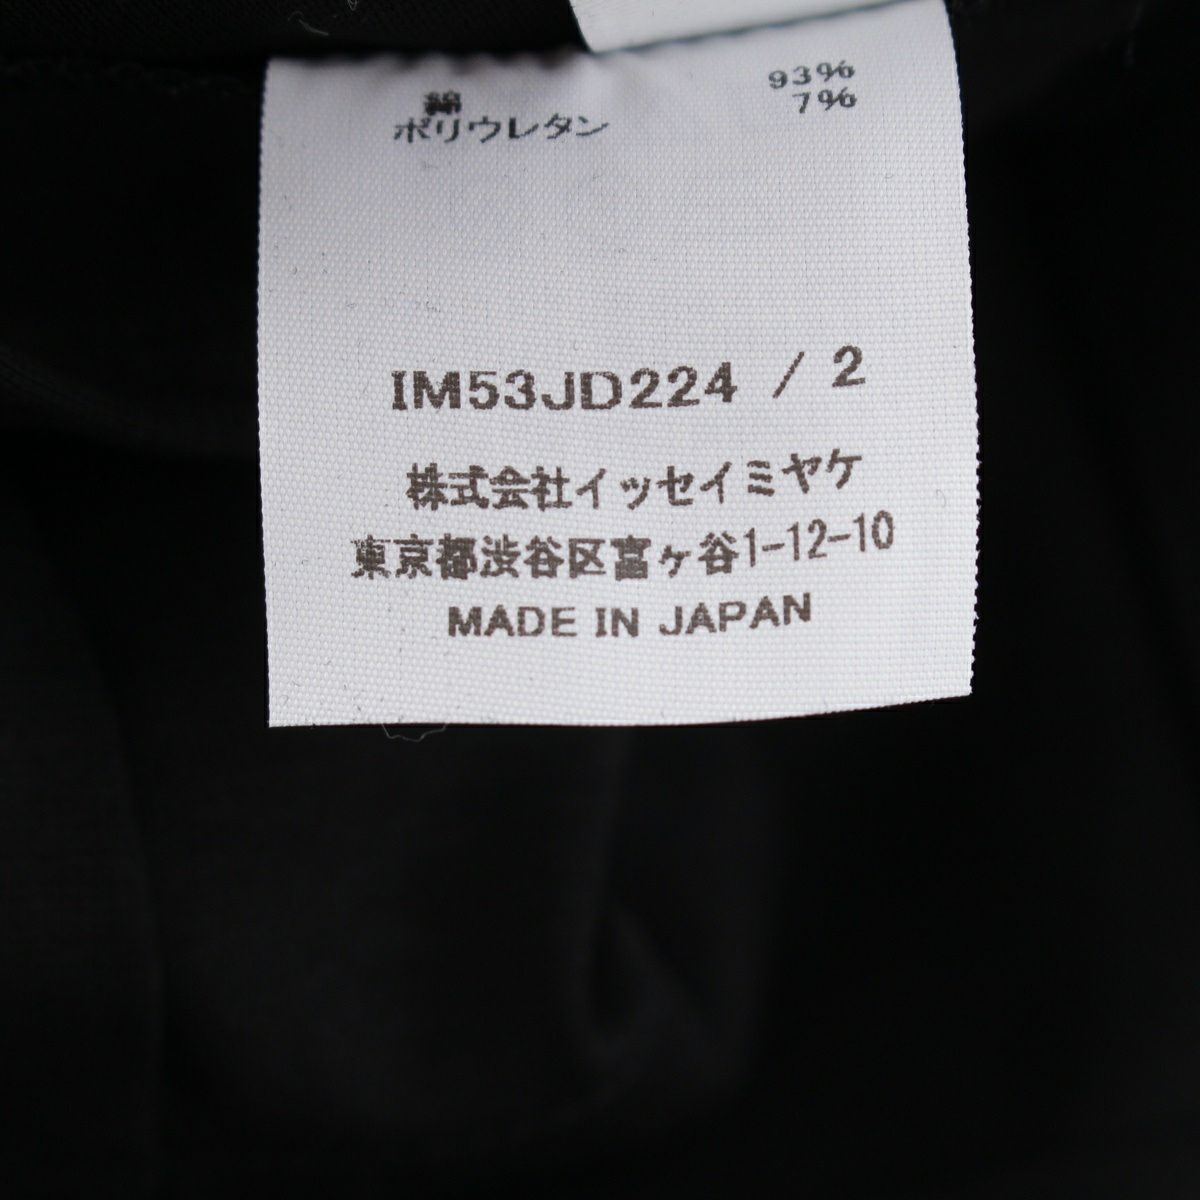 綿 93%
ポリウレタン 7%
IM53JD224 / 2
株式会社イッセイミヤケ
東京都渋谷区富ヶ谷1-12-10
MADE IN JAPAN